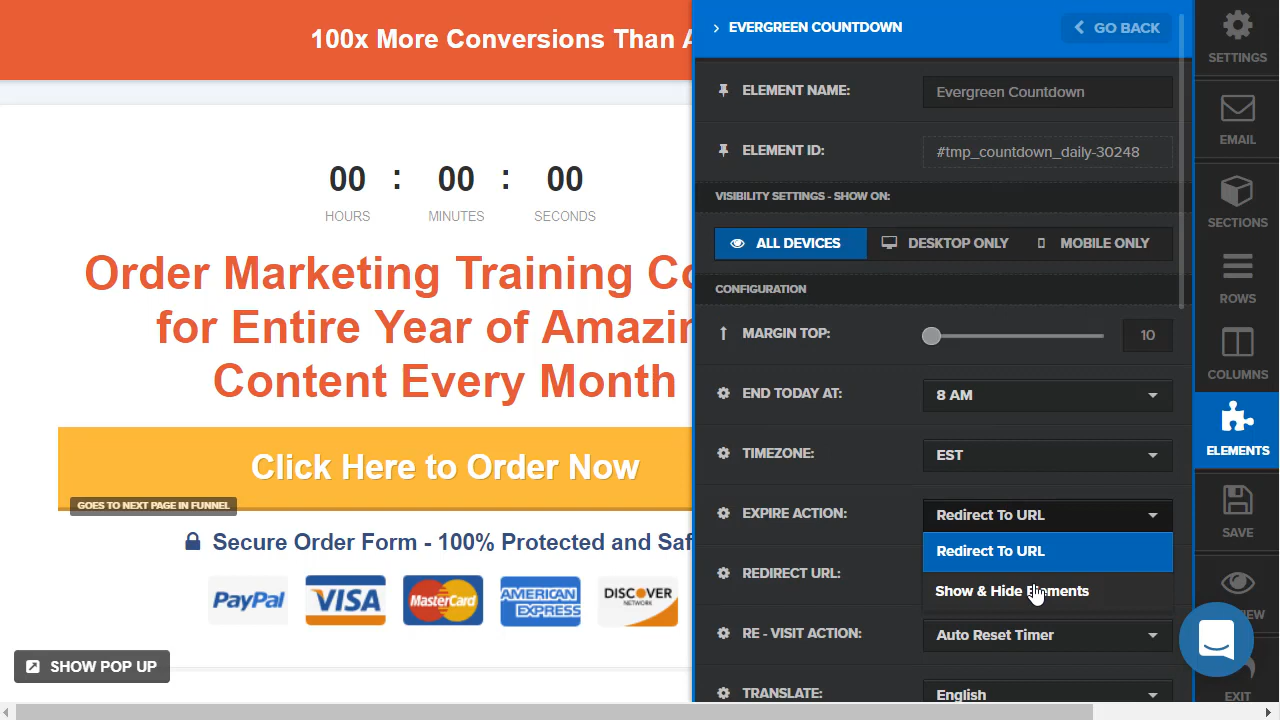 100x More Conversions Than A
00 : 00 : 00
HOURS MINUTES SECONDS
Order Marketing Training Co
for Entire Year of Amazin
Content Every Month
Click Here to Order Now
GOES TO NEXT PAGE IN FUNNEL
Secure Order Form - 100% Protected and Saf
PayPal VISA MasterCard AMERICAN EXPRESS DISCOVER NETWORK
SHOW POP UP
EVERGREEN COUNTDOWN
GO BACK
ELEMENT NAME: Evergreen Countdown
ELEMENT ID: #tmp_countdown_daily-30248
VISIBILITY SETTINGS - SHOW ON:
ALL DEVICES DESKTOP ONLY MOBILE ONLY
CONFIGURATION
MARGIN TOP: 10
END TODAY AT: 8 AM
TIMEZONE: EST
EXPIRE ACTION: Redirect To URL
Redirect To URL
REDIRECT URL:
Show & Hide Elements
RE - VISIT ACTION: Auto Reset Timer
TRANSLATE: English
SETTINGS
EMAIL
SECTIONS
ROWS
COLUMNS
ELEMENTS
SAVE
EXIT